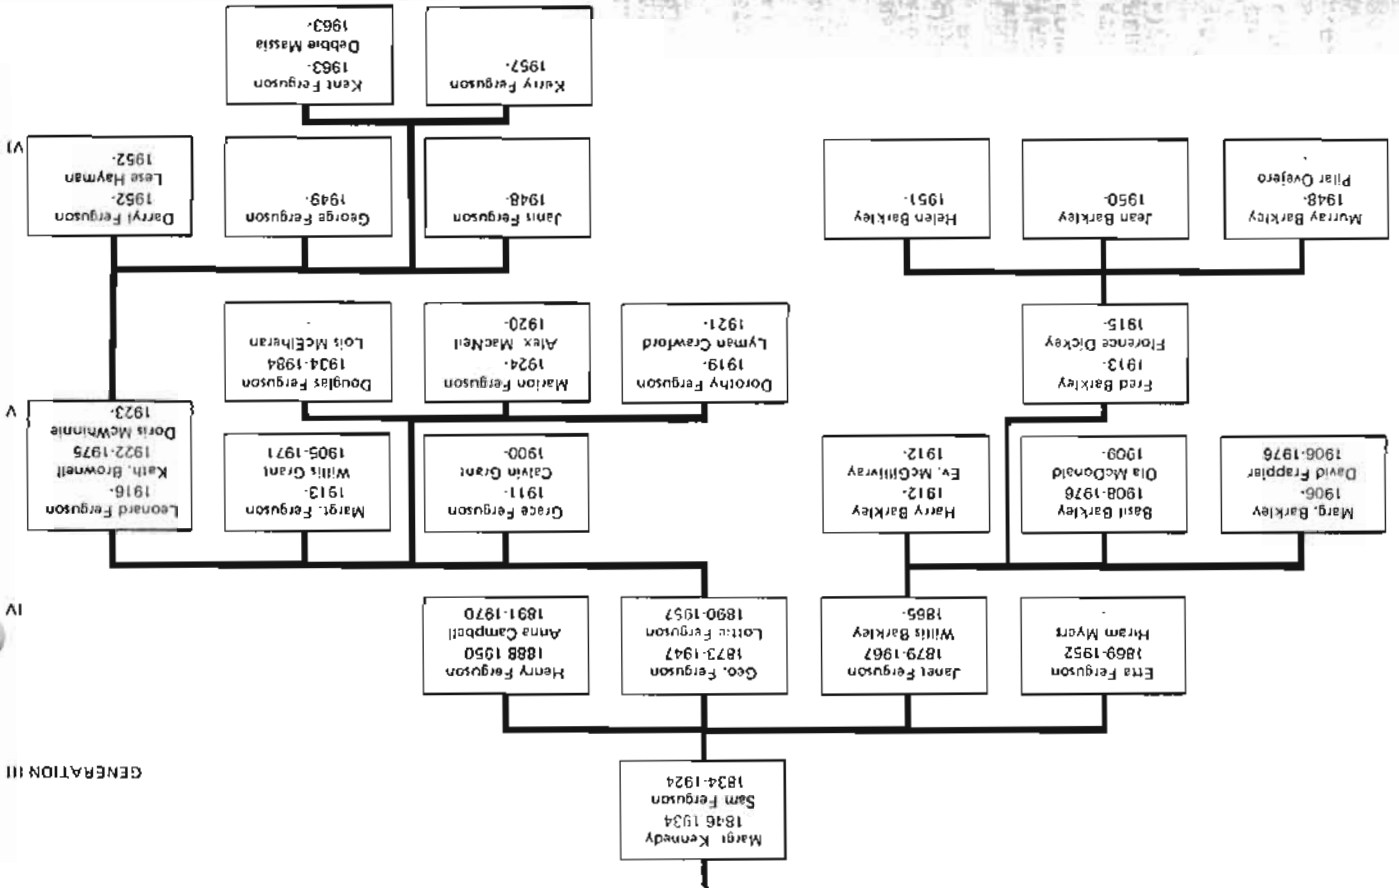 Margt Kennedy
1846 1934
Sam Ferguson
1834-1924
GENERATION III
Etta Ferguson
1869-1952
Hiram Myers
-
Janet Ferguson
1879-1967
Willis Barkley
1865-
Geo. Ferguson
1873-1947
Lottie Ferguson
1890-1957
Henry Ferguson
1888 1950
Anna Campbell
1891-1970
IV
Marg. Barkley
1906-
David Frappier
1906-1976
Basil Barkley
1908-1976
Ola McDonald
1909-
Harry Barkley
1912-
Ev. McGillivray
1912-
Grace Ferguson
1911-
Calvin Grant
1900-
Margt. Ferguson
1913-
Willis Grant
1905-1971
Leonard Ferguson
1916-
Kath. Brownell
1922-1975
Doris McWhinnie
1923-
V
Fred Barkley
1913-
Florence Dickey
1915-
Dorothy Ferguson
1919-
Lyman Crawford
1921-
Marion Ferguson
1924-
Alex. MacNeil
1920-
Douglas Ferguson
1934-1984
Lois McElheran
-
Murray Barkley
1948-
Pilar Ovejero
-
Jean Barkley
1950-
Helen Barkley
1951-
Janis Ferguson
1948-
George Ferguson
1949-
Darryl Ferguson
1952-
Lese Hayman
1952-
VI
Kerry Ferguson
1957-
Kent Ferguson
1963-
Debbie Massia
1963-